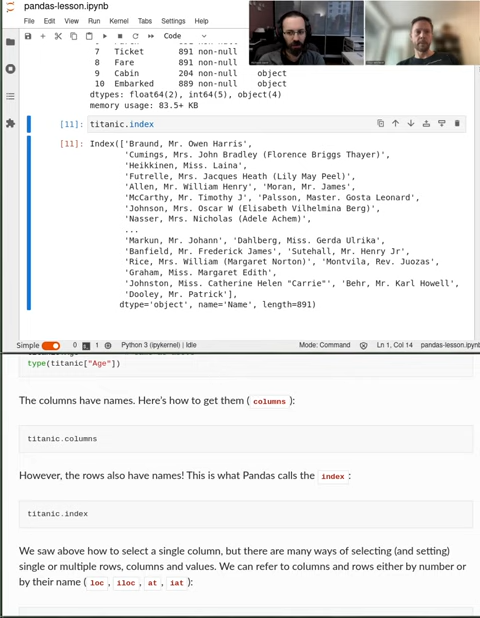 pandas-lesson.ipynb
File Edit View Run Kernel Tabs Settings Help
Code
7 Ticket 891 non-null
8 Fare 891 non-null
9 Cabin 204 non-null object
10 Embarked 889 non-null object
dtypes: float64(2), int64(5), object(4)
memory usage: 83.5+ KB
[11]: titanic.index
[11]: Index(['Braund, Mr. Owen Harris',
'Cumings, Mrs. John Bradley (Florence Briggs Thayer)',
'Heikkinen, Miss. Laina',
'Futrelle, Mrs. Jacques Heath (Lily May Peel)',
'Allen, Mr. William Henry', 'Moran, Mr. James',
'McCarthy, Mr. Timothy J', 'Palsson, Master. Gosta Leonard',
'Johnson, Mrs. Oscar W (Elisabeth Vilhelmina Berg)',
'Nasser, Mrs. Nicholas (Adele Achem)',
...
'Markun, Mr. Johann', 'Dahlberg, Miss. Gerda Ulrika',
'Banfield, Mr. Frederick James', 'Sutehall, Mr. Henry Jr',
'Rice, Mrs. William (Margaret Norton)', 'Montvila, Rev. Juozas',
'Graham, Miss. Margaret Edith',
'Johnston, Miss. Catherine Helen "Carrie"', 'Behr, Mr. Karl Howell',
'Dooley, Mr. Patrick'],
dtype='object', name='Name', length=891)
Simple 0 1 Python 3 (ipykernel) | Idle Mode: Command Ln 1, Col 14 pandas-lesson.ipynb
type(titanic["Age"])
The columns have names. Here's how to get them ( columns ):
titanic.columns
However, the rows also have names! This is what Pandas calls the index :
titanic.index
We saw above how to select a single column, but there are many ways of selecting (and setting)
single or multiple rows, columns and values. We can refer to columns and rows either by number or
by their name ( loc , iloc , at , iat ):